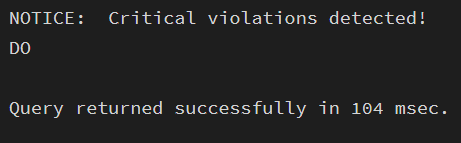 NOTICE:  Critical violations detected!
DO
Query returned successfully in 104 msec.